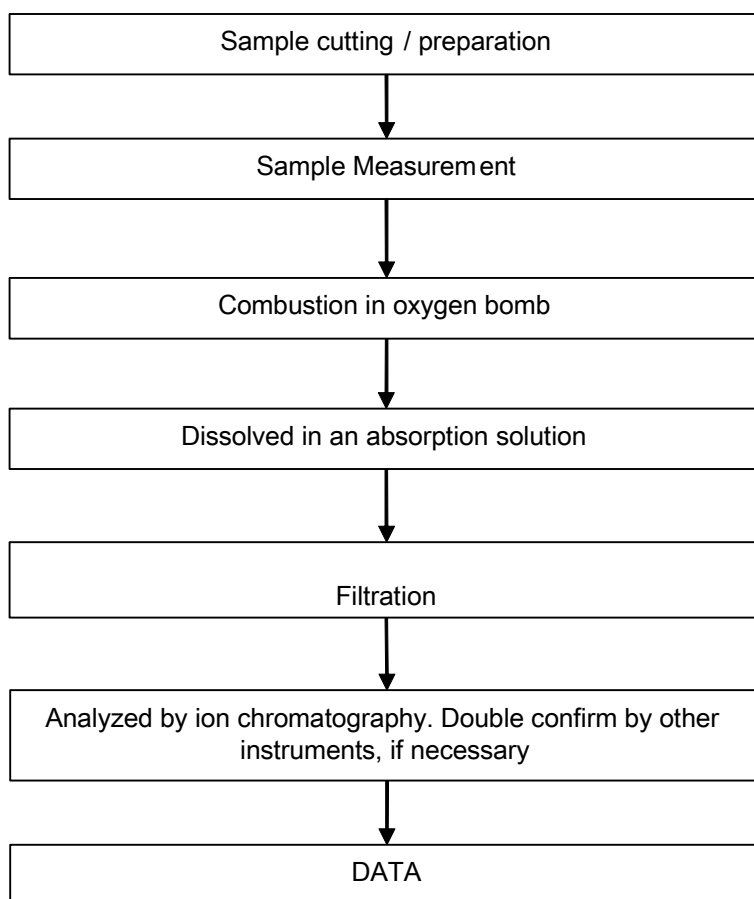 Sample cutting / preparation
Sample Measurement
Combustion in oxygen bomb
Dissolved in an absorption solution
Filtration
Analyzed by ion chromatography. Double confirm by other
instruments, if necessary
DATA